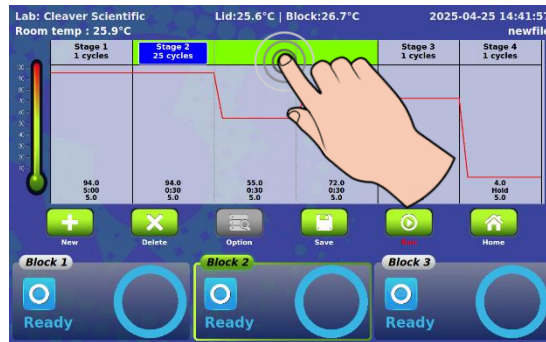 Lab: Cleaver Scientific Lid:25.6°C | Block:26.7°C 2025-04-25 14:41:57
Room temp : 25.9°C newfile
Stage 1 Stage 2 Stage 3 Stage 4
1 cycles 25 cycles 1 cycles 1 cycles
94.0 94.0 55.0 72.0 4.0
5:00 0:30 0:30 0:30 Hold
5.0 5.0 5.0 5.0 5.0
New Delete Option Save Run Home
Block 1 Block 2 Block 3
Ready Ready Ready